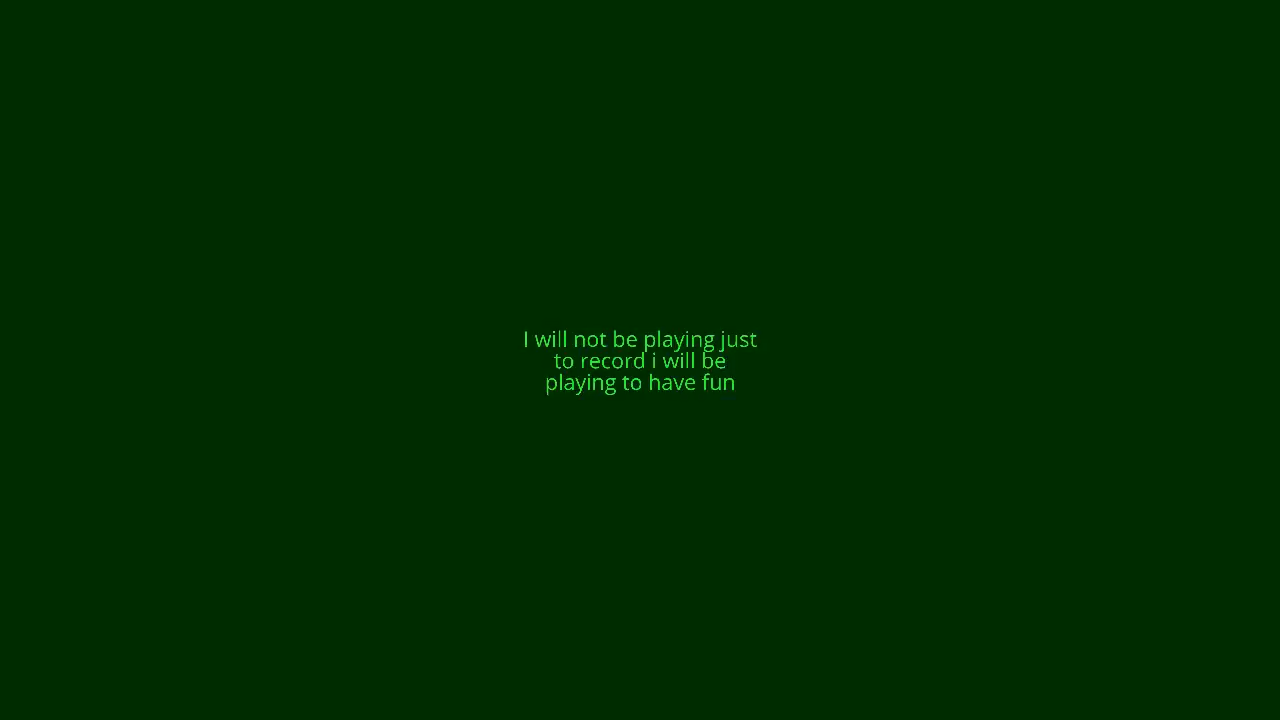 I will not be playing just
to record i will be
playing to have fun